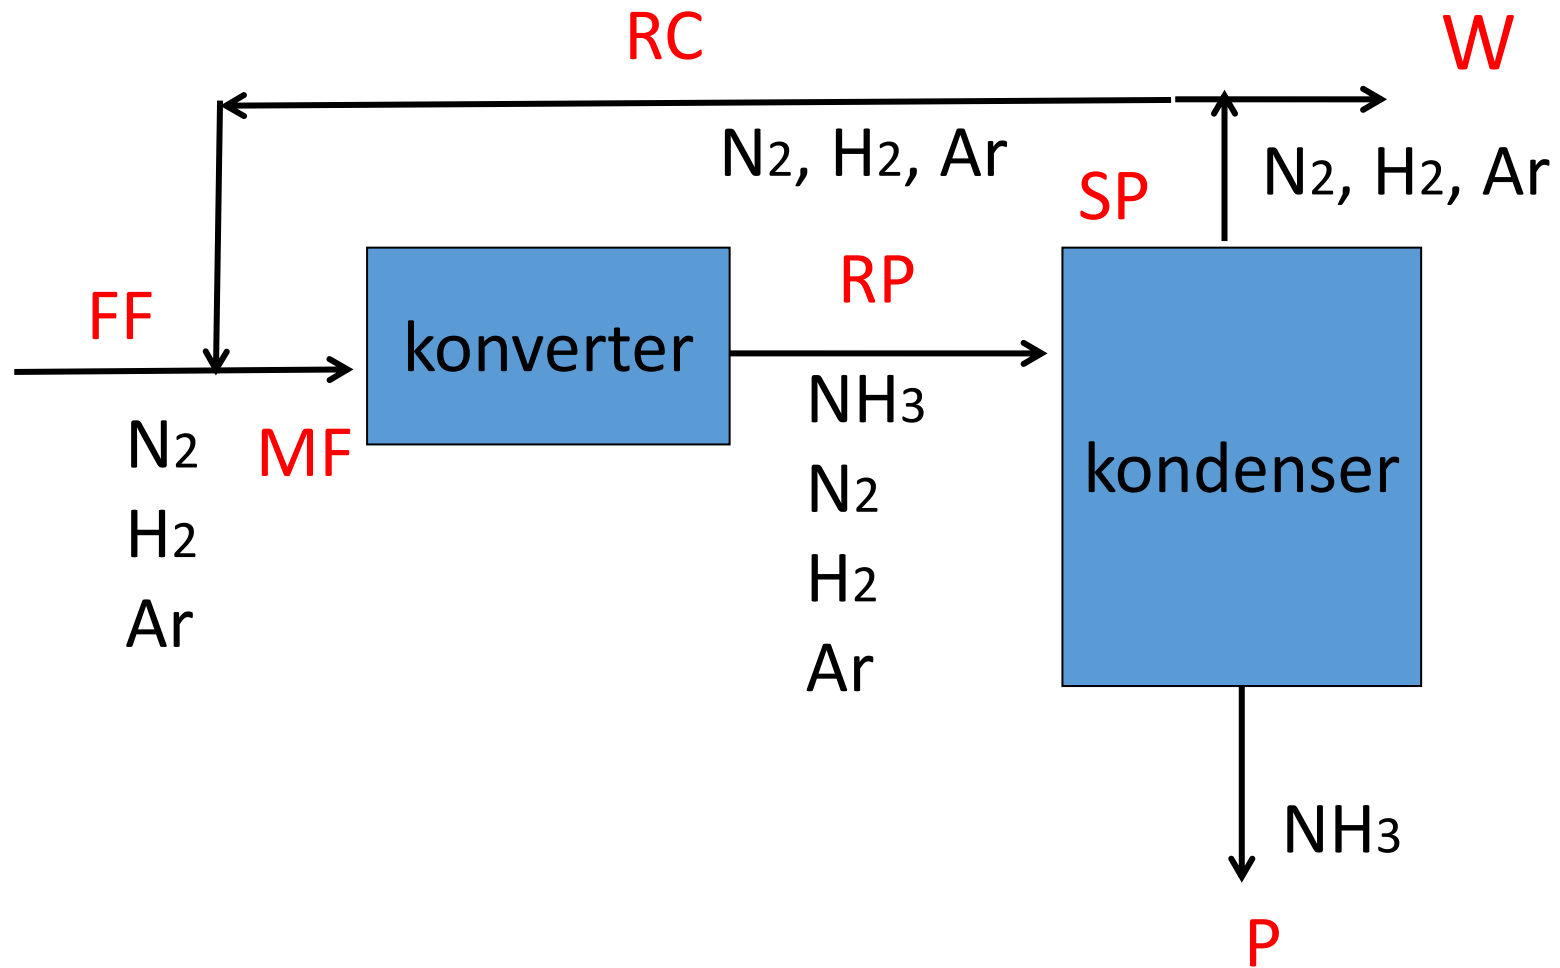 RC
W
N2, H2, Ar
SP
N2, H2, Ar
FF
konverter
RP
MF
N2
H2
Ar
NH3
N2
H2
Ar
kondenser
NH3
P